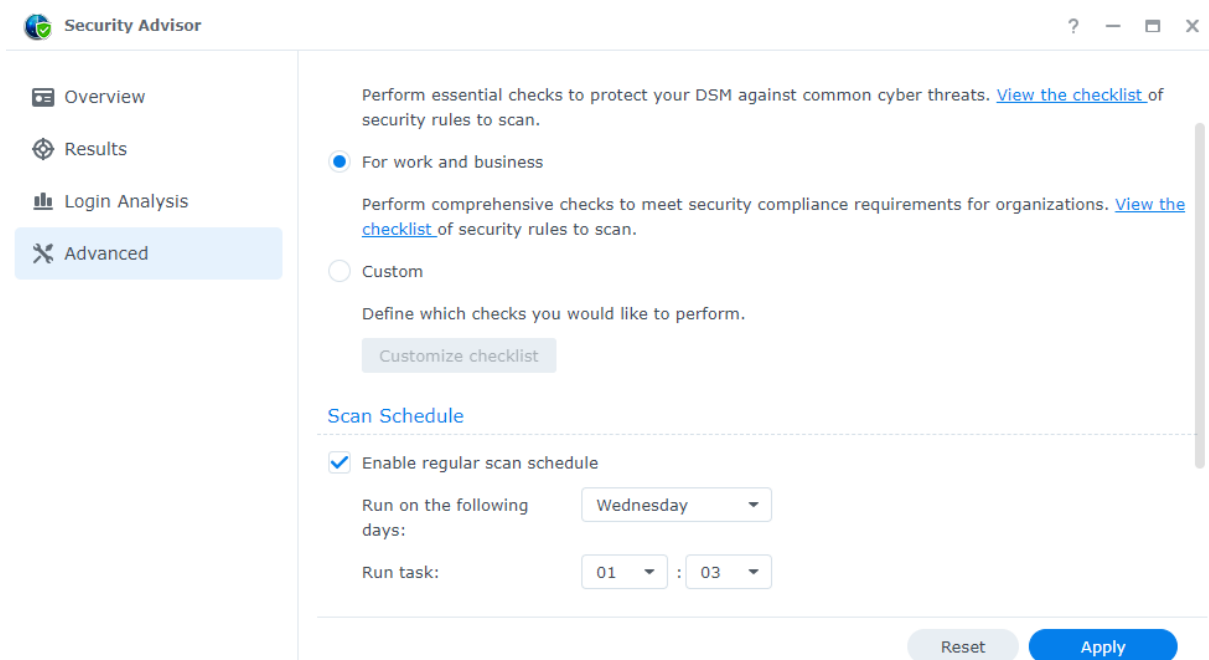 Security Advisor
?
Overview
Results
Login Analysis
Advanced
Perform essential checks to protect your DSM against common cyber threats. View the checklist of
security rules to scan.
For work and business
Perform comprehensive checks to meet security compliance requirements for organizations. View the
checklist of security rules to scan.
Custom
Define which checks you would like to perform.
Customize checklist
Scan Schedule
Enable regular scan schedule
Run on the following
days:
Wednesday
Run task:
01 : 03
Reset
Apply